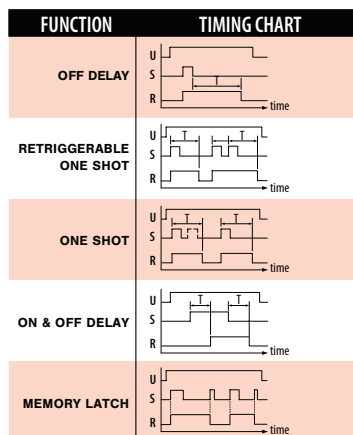 FUNCTION TIMING CHART
OFF DELAY
U
S
T
R
time
RETRIGGERABLE
ONE SHOT
U
T T
S
R
time
ONE SHOT
U
T T
S
R
time
ON & OFF DELAY
U
T T
S
R
time
MEMORY LATCH
U
S
R
time